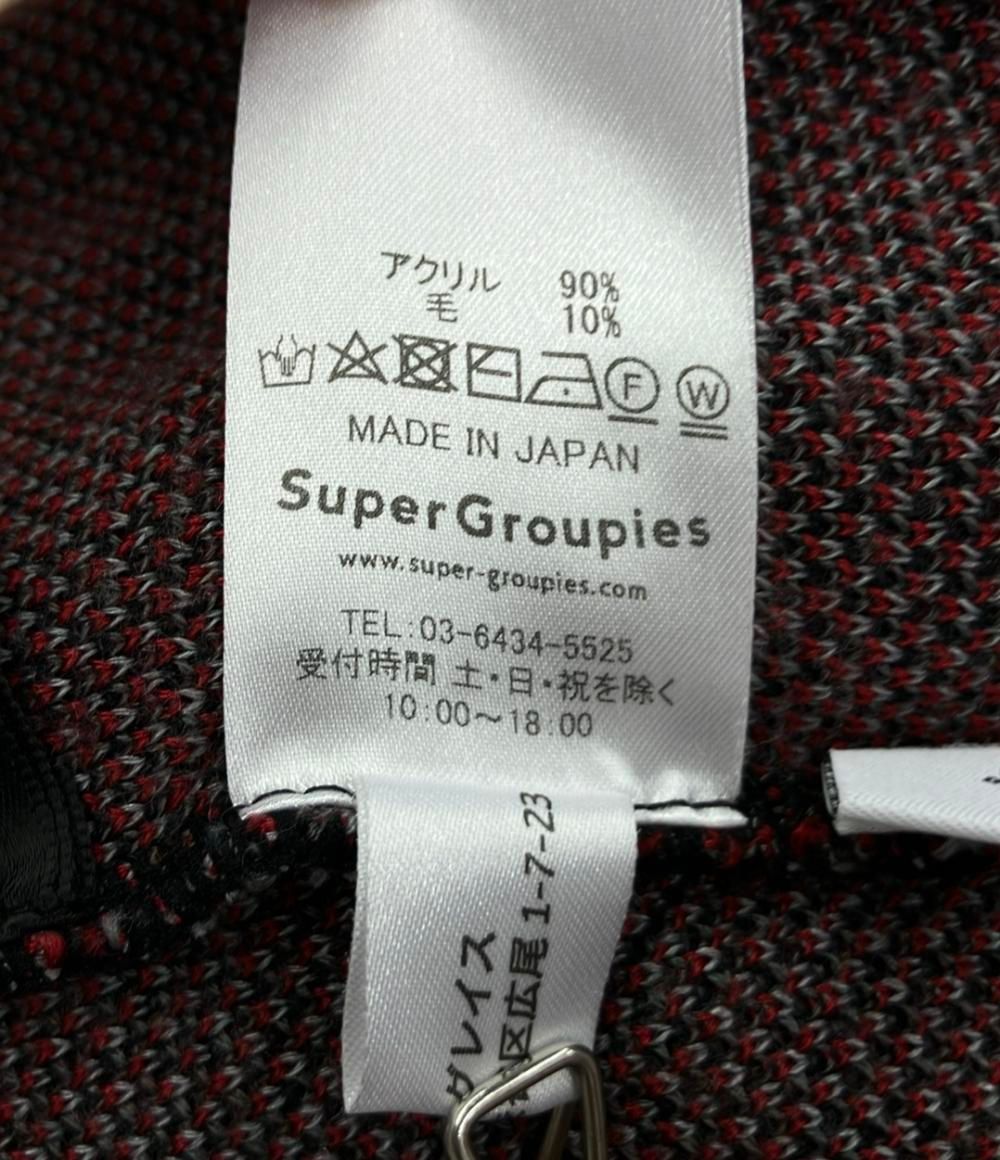 アクリル 90%
毛 10%
F W
MADE IN JAPAN
SuperGroupies
www.super-groupies.com
TEL:03-6434-5525
受付時間 土・日・祝を除く
10:00~18:00
グレイス
区広尾 1-7-23